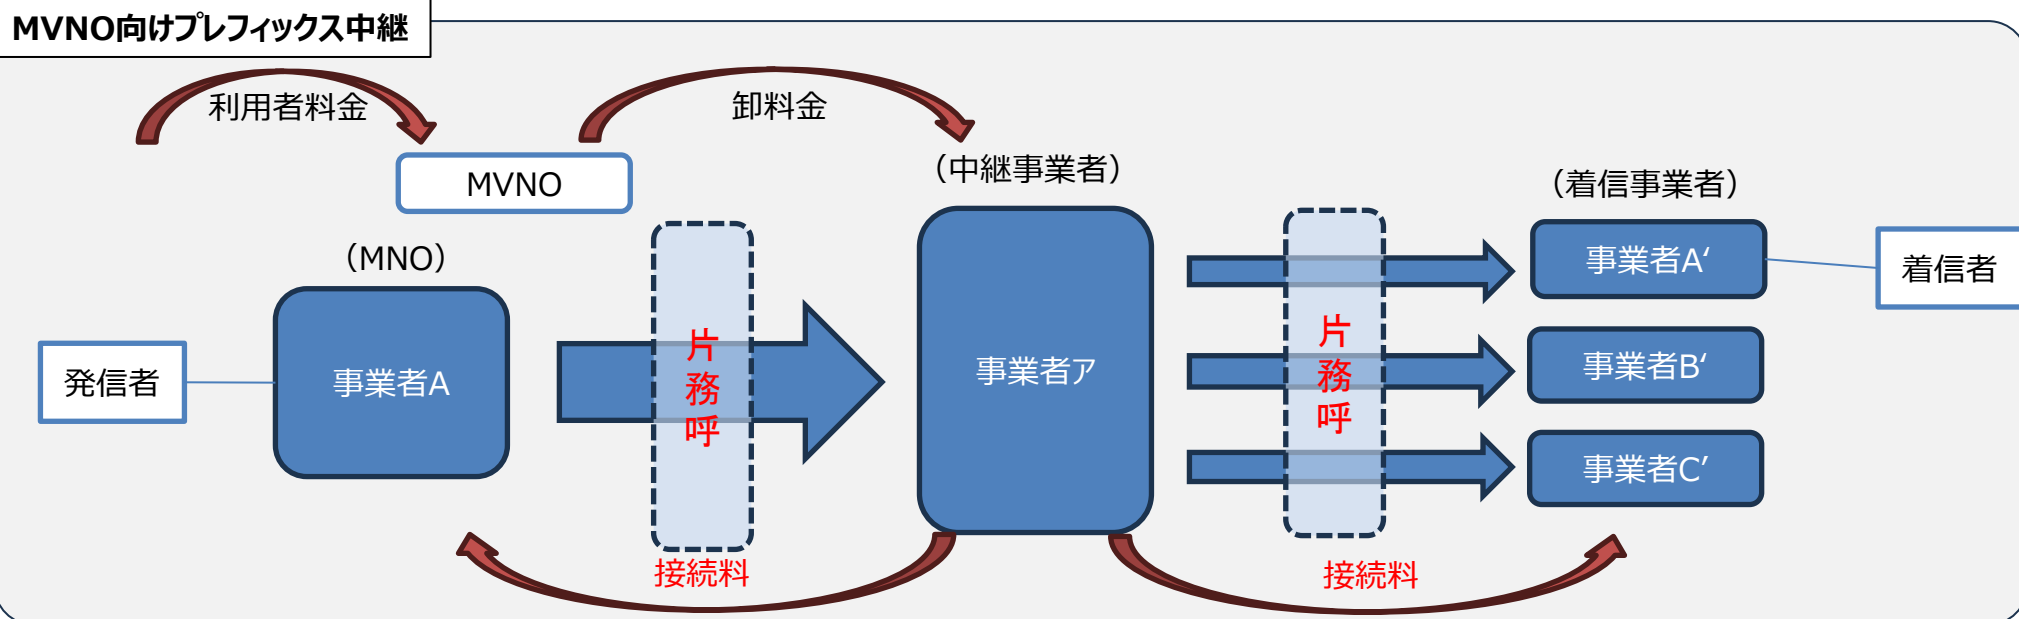 MVNO向けプレフィックス中継
利用者料金
卸料金
MVNO
（中継事業者）
（着信事業者）
（MNO）
発信者
事業者A
片務呼
事業者ア
片務呼
事業者A‘
事業者B‘
事業者C’
着信者
接続料
接続料